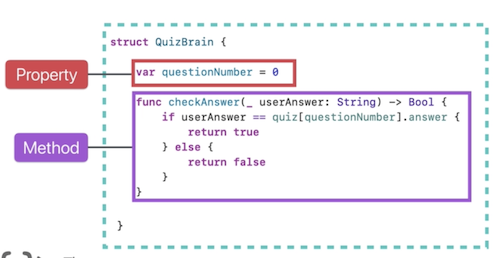 struct QuizBrain {
Property
var questionNumber = 0
func checkAnswer(_ userAnswer: String) -> Bool {
if userAnswer == quiz[questionNumber].answer {
return true
Method
} else {
return false
}
}
}